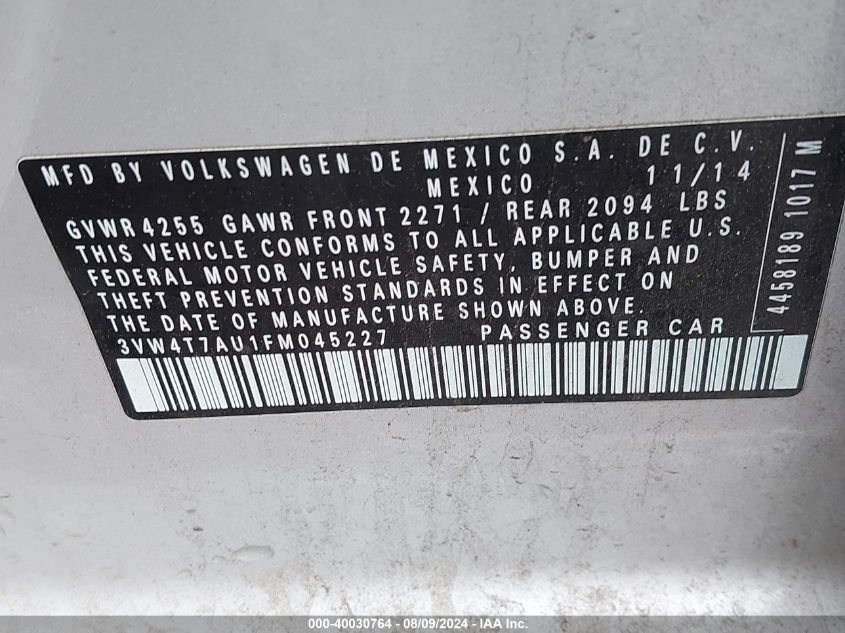 MFD BY VOLKSWAGEN DE MEXICO S.A. DE C.V.
MEXICO 11/14
GVWR 4255 GAWR FRONT 2271 / REAR 2094 LBS
THIS VEHICLE CONFORMS TO ALL APPLICABLE U.S.
FEDERAL MOTOR VEHICLE SAFETY, BUMPER AND
THEFT PREVENTION STANDARDS IN EFFECT ON
THE DATE OF MANUFACTURE SHOWN ABOVE.
3VW4T7AU1FM045227 PASSENGER CAR
4458189 1017 M
000-40030764 - 08/09/2024 - IAA Inc.